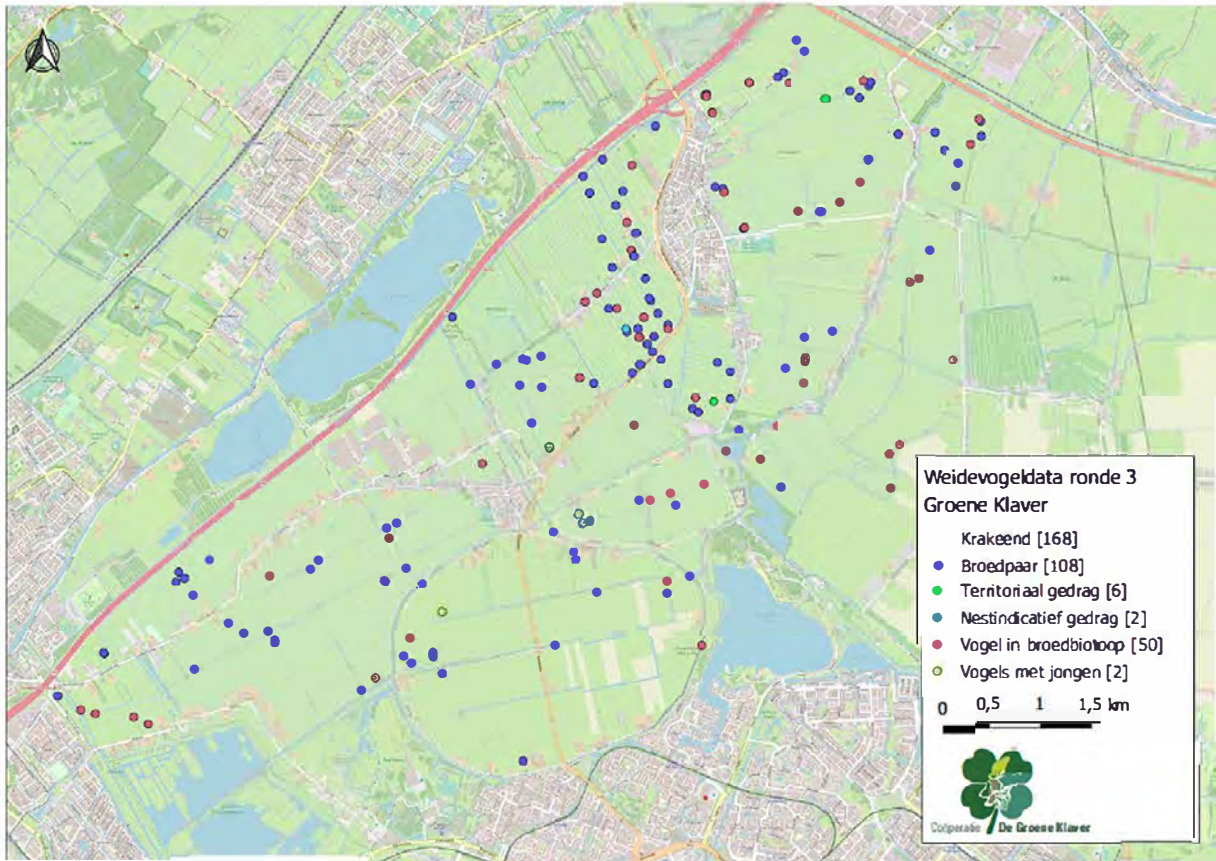 Weidevogeldata ronde 3
Groene Klaver
Krakeend [168]
Broedpaar [108]
Territoriaal gedrag [6]
Nestindicatief gedrag [2]
Vogel in broedbiotoop [50]
Vogels met jongen [2]
0 0,5 1 1,5 km
Coöperatie De Groene Klaver